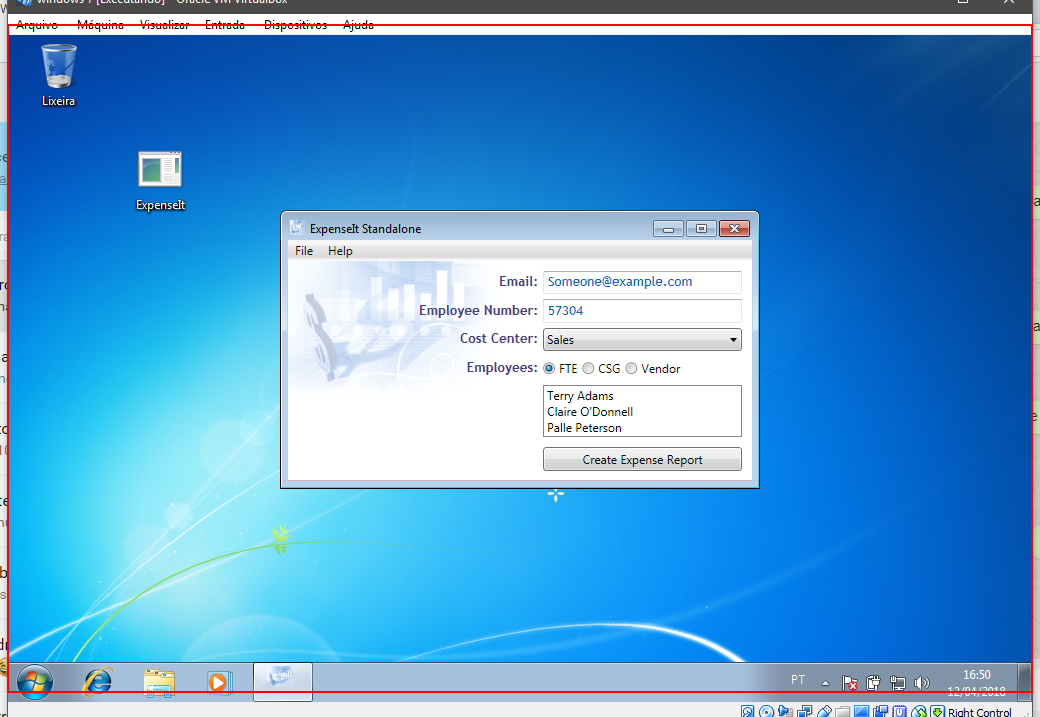 windows 7 [Executando] - Oracle VM VirtualBox
Arquivo Máquina Visualizar Entrada Dispositivos Ajuda
Lixeira
ExpenseIt
ExpenseIt Standalone
File Help
Email: Someone@example.com
Employee Number: 57304
Cost Center: Sales
Employees: FTE CSG Vendor
Terry Adams
Claire O'Donnell
Palle Peterson
Create Expense Report
PT
16:50
12/04/2018
Right Control